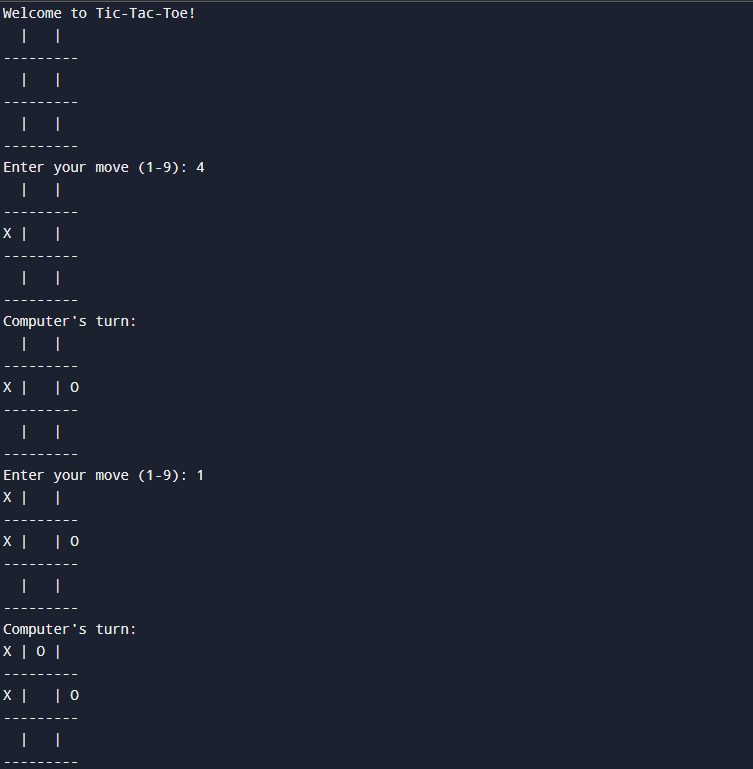 Welcome to Tic-Tac-Toe!
  |   |
---------
  |   |
---------
  |   |
---------
Enter your move (1-9): 4
  |   |
---------
X |   |
---------
  |   |
---------
Computer's turn:
  |   |
---------
X |   | O
---------
  |   |
---------
Enter your move (1-9): 1
X |   |
---------
X |   | O
---------
  |   |
---------
Computer's turn:
X | O |
---------
X |   | O
---------
  |   |
---------